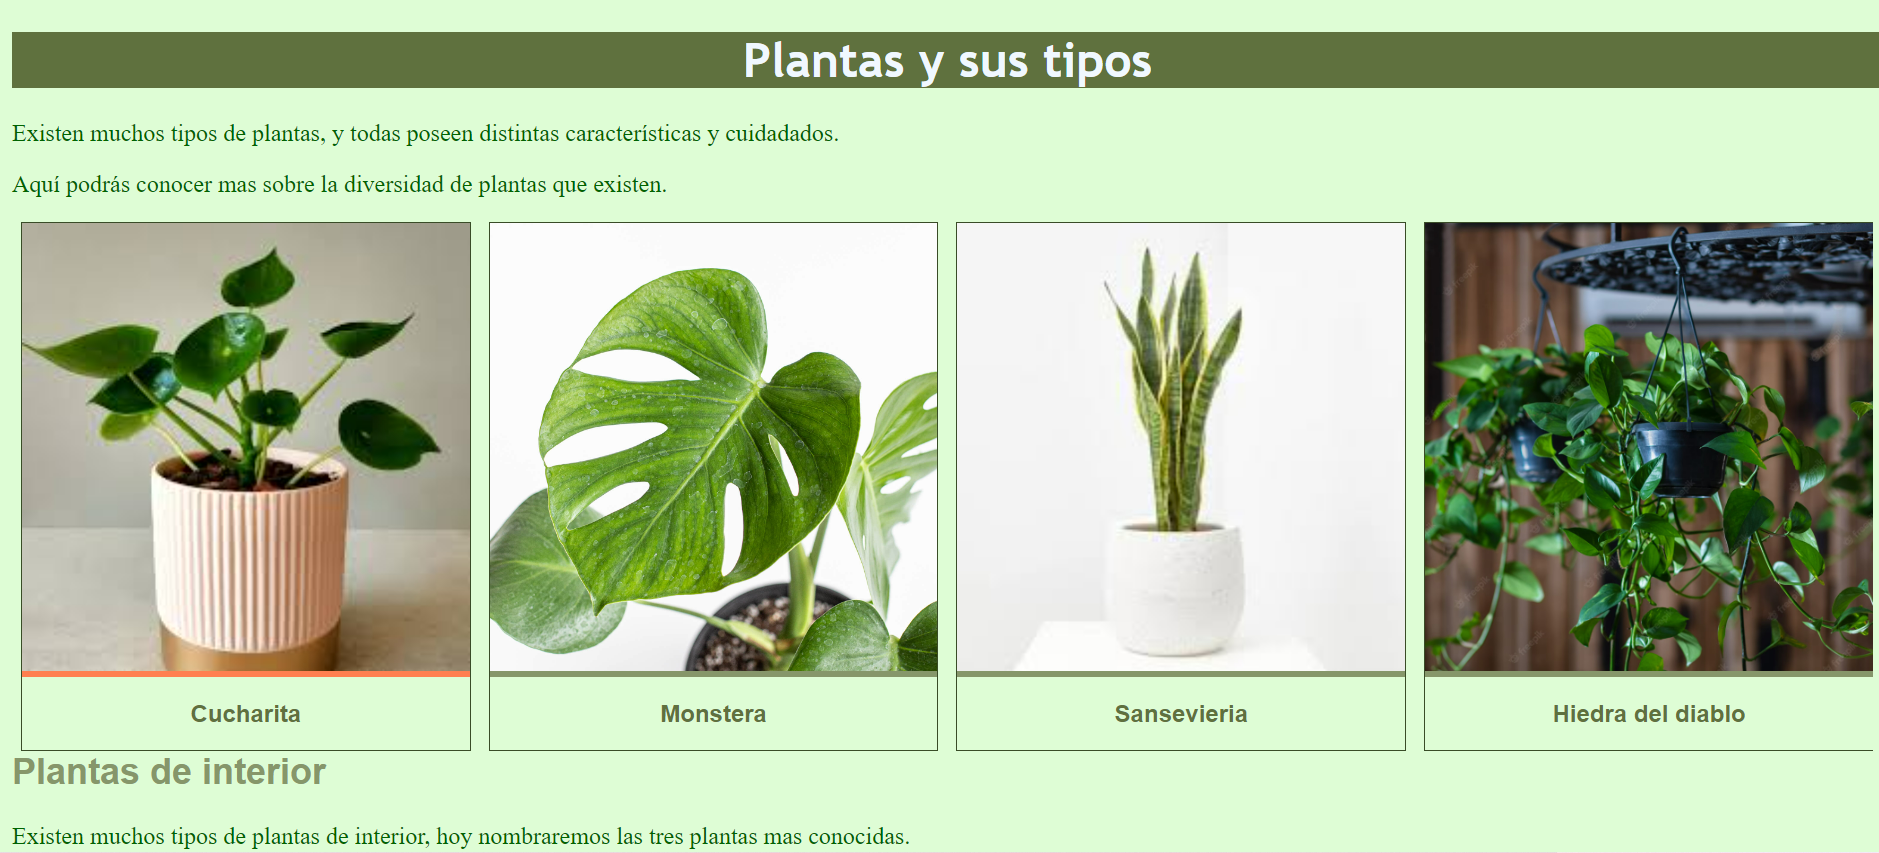 Plantas y sus tipos
Existen muchos tipos de plantas, y todas poseen distintas características y cuidadados.
Aquí podrás conocer mas sobre la diversidad de plantas que existen.
Cucharita
Monstera
Sansevieria
Hiedra del diablo
Plantas de interior
Existen muchos tipos de plantas de interior, hoy nombraremos las tres plantas mas conocidas.